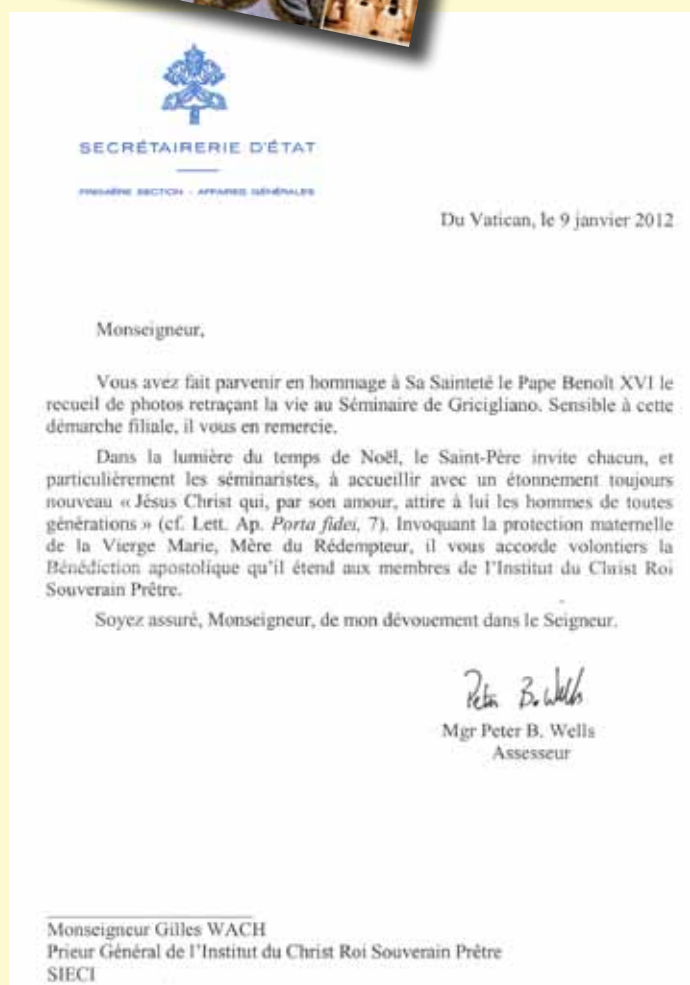 SECRÉTAIRERIE D'ÉTAT
PREMIÈRE SECTION - AFFAIRES GÉNÉRALES
Du Vatican, le 9 janvier 2012
Monseigneur,
Vous avez fait parvenir en hommage à Sa Sainteté le Pape Benoît XVI le
recueil de photos retraçant la vie au Séminaire de Gricigliano. Sensible à cette
démarche filiale, il vous en remercie.
Dans la lumière du temps de Noël, le Saint-Père invite chacun, et
particulièrement les séminaristes, à accueillir avec un étonnement toujours
nouveau « Jésus Christ qui, par son amour, attire à lui les hommes de toutes
générations » (cf. Lett. Ap. Porta fidei, 7). Invoquant la protection maternelle
de la Vierge Marie, Mère du Rédempteur, il vous accorde volontiers la
Bénédiction apostolique qu'il étend aux membres de l'Institut du Christ Roi
Souverain Prêtre.
Soyez assuré, Monseigneur, de mon dévouement dans le Seigneur.
Peter B. Wells
Mgr Peter B. Wells
Assesseur
Monseigneur Gilles WACH
Prieur Général de l'Institut du Christ Roi Souverain Prêtre
SIECI